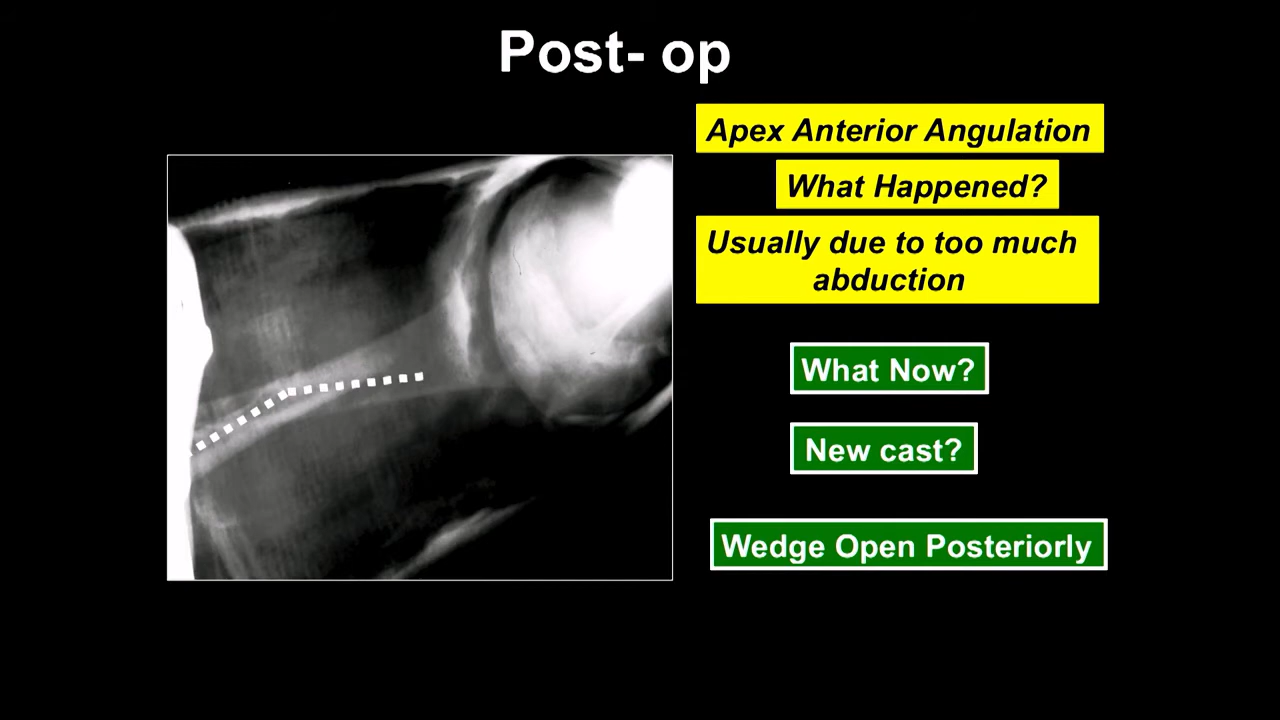 Post- op
Apex Anterior Angulation
What Happened?
Usually due to too much
abduction
What Now?
New cast?
Wedge Open Posteriorly